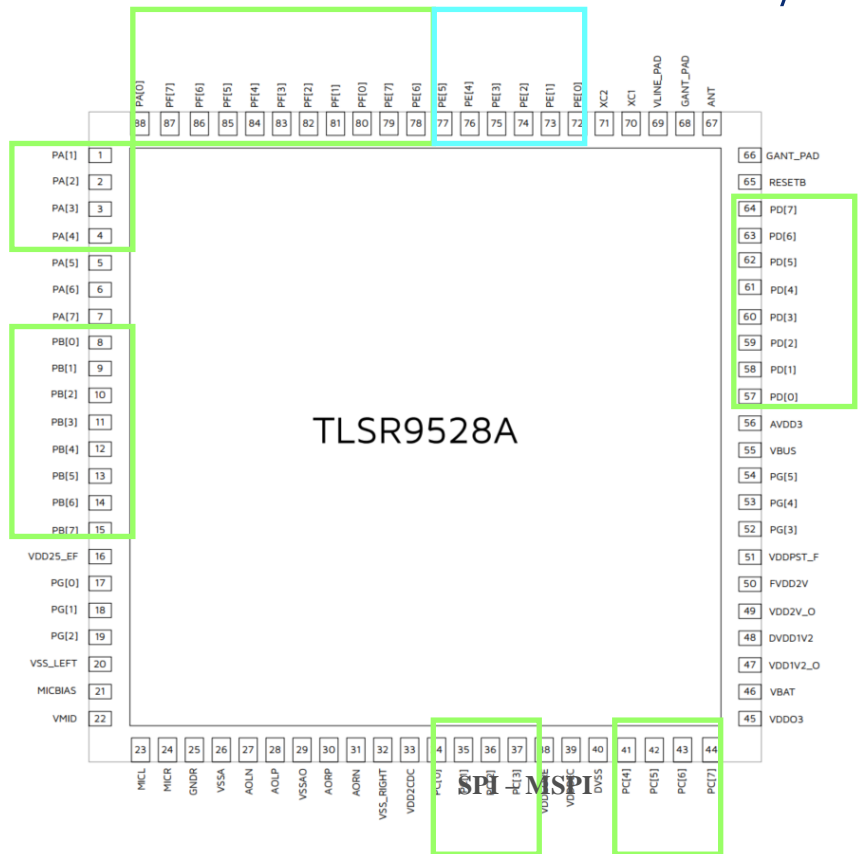 PA[0] PF[7] PF[6] PF[5] PF[4] PF[3] PF[2] PF[1] PF[0] PE[7] PE[6] PE[5] PE[4] PE[3] PE[2] PE[1] PE[0] XC2 XC1 VLINE_PAD GANT_PAD ANT
88 87 86 85 84 83 82 81 80 79 78 77 76 75 74 73 72 71 70 69 68 67
PA[1] 1
PA[2] 2
PA[3] 3
PA[4] 4
PA[5] 5
PA[6] 6
PA[7] 7
PB[0] 8
PB[1] 9
PB[2] 10
PB[3] 11
PB[4] 12
PB[5] 13
PB[6] 14
PB[7] 15
VDD25_EF 16
PG[0] 17
PG[1] 18
PG[2] 19
VSS_LEFT 20
MICBIAS 21
VMID 22
TLSR9528A
66 GANT_PAD
65 RESETB
64 PD[7]
63 PD[6]
62 PD[5]
61 PD[4]
60 PD[3]
59 PD[2]
58 PD[1]
57 PD[0]
56 AVDD3
55 VBUS
54 PG[5]
53 PG[4]
52 PG[3]
51 VDDPST_F
50 FVDD2V
49 VDD2V_O
48 DVDD1V2
47 VDD1V2_O
46 VBAT
45 VDDO3
23 24 25 26 27 28 29 30 31 32 33 34 35 36 37 38 39 40 41 42 43 44
MICL MICR GNDR VSSA AOLN AOLP VSSAO AORP AORN VSS_RIGHT VDD2CDC PC[0] PC[1] PC[2] PC[3] DVSS PC[4] PC[5] PC[6] PC[7]
SPI – MSPI